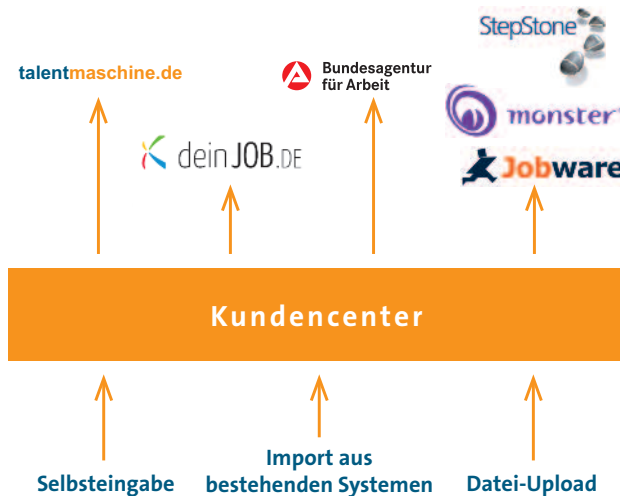 StepStone
talentmaschine.de
Bundesagentur
für Arbeit
monster
deinJOB.DE
Jobware
Kundencenter
Selbsteingabe
Import aus
bestehenden Systemen
Datei-Upload